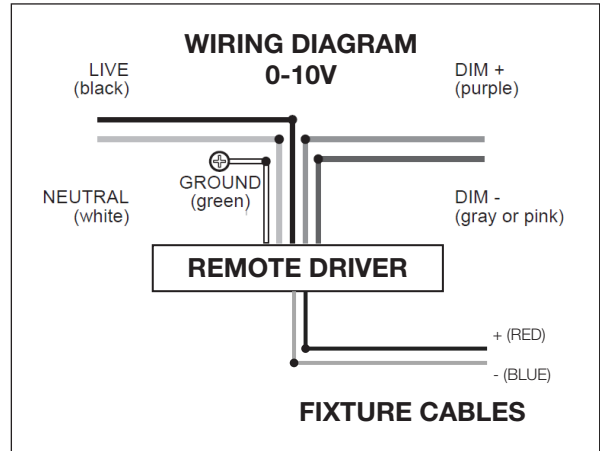 WIRING DIAGRAM
0-10V
LIVE
(black)
DIM +
(purple)
GROUND
(green)
NEUTRAL
(white)
DIM -
(gray or pink)
REMOTE DRIVER
+ (RED)
- (BLUE)
FIXTURE CABLES